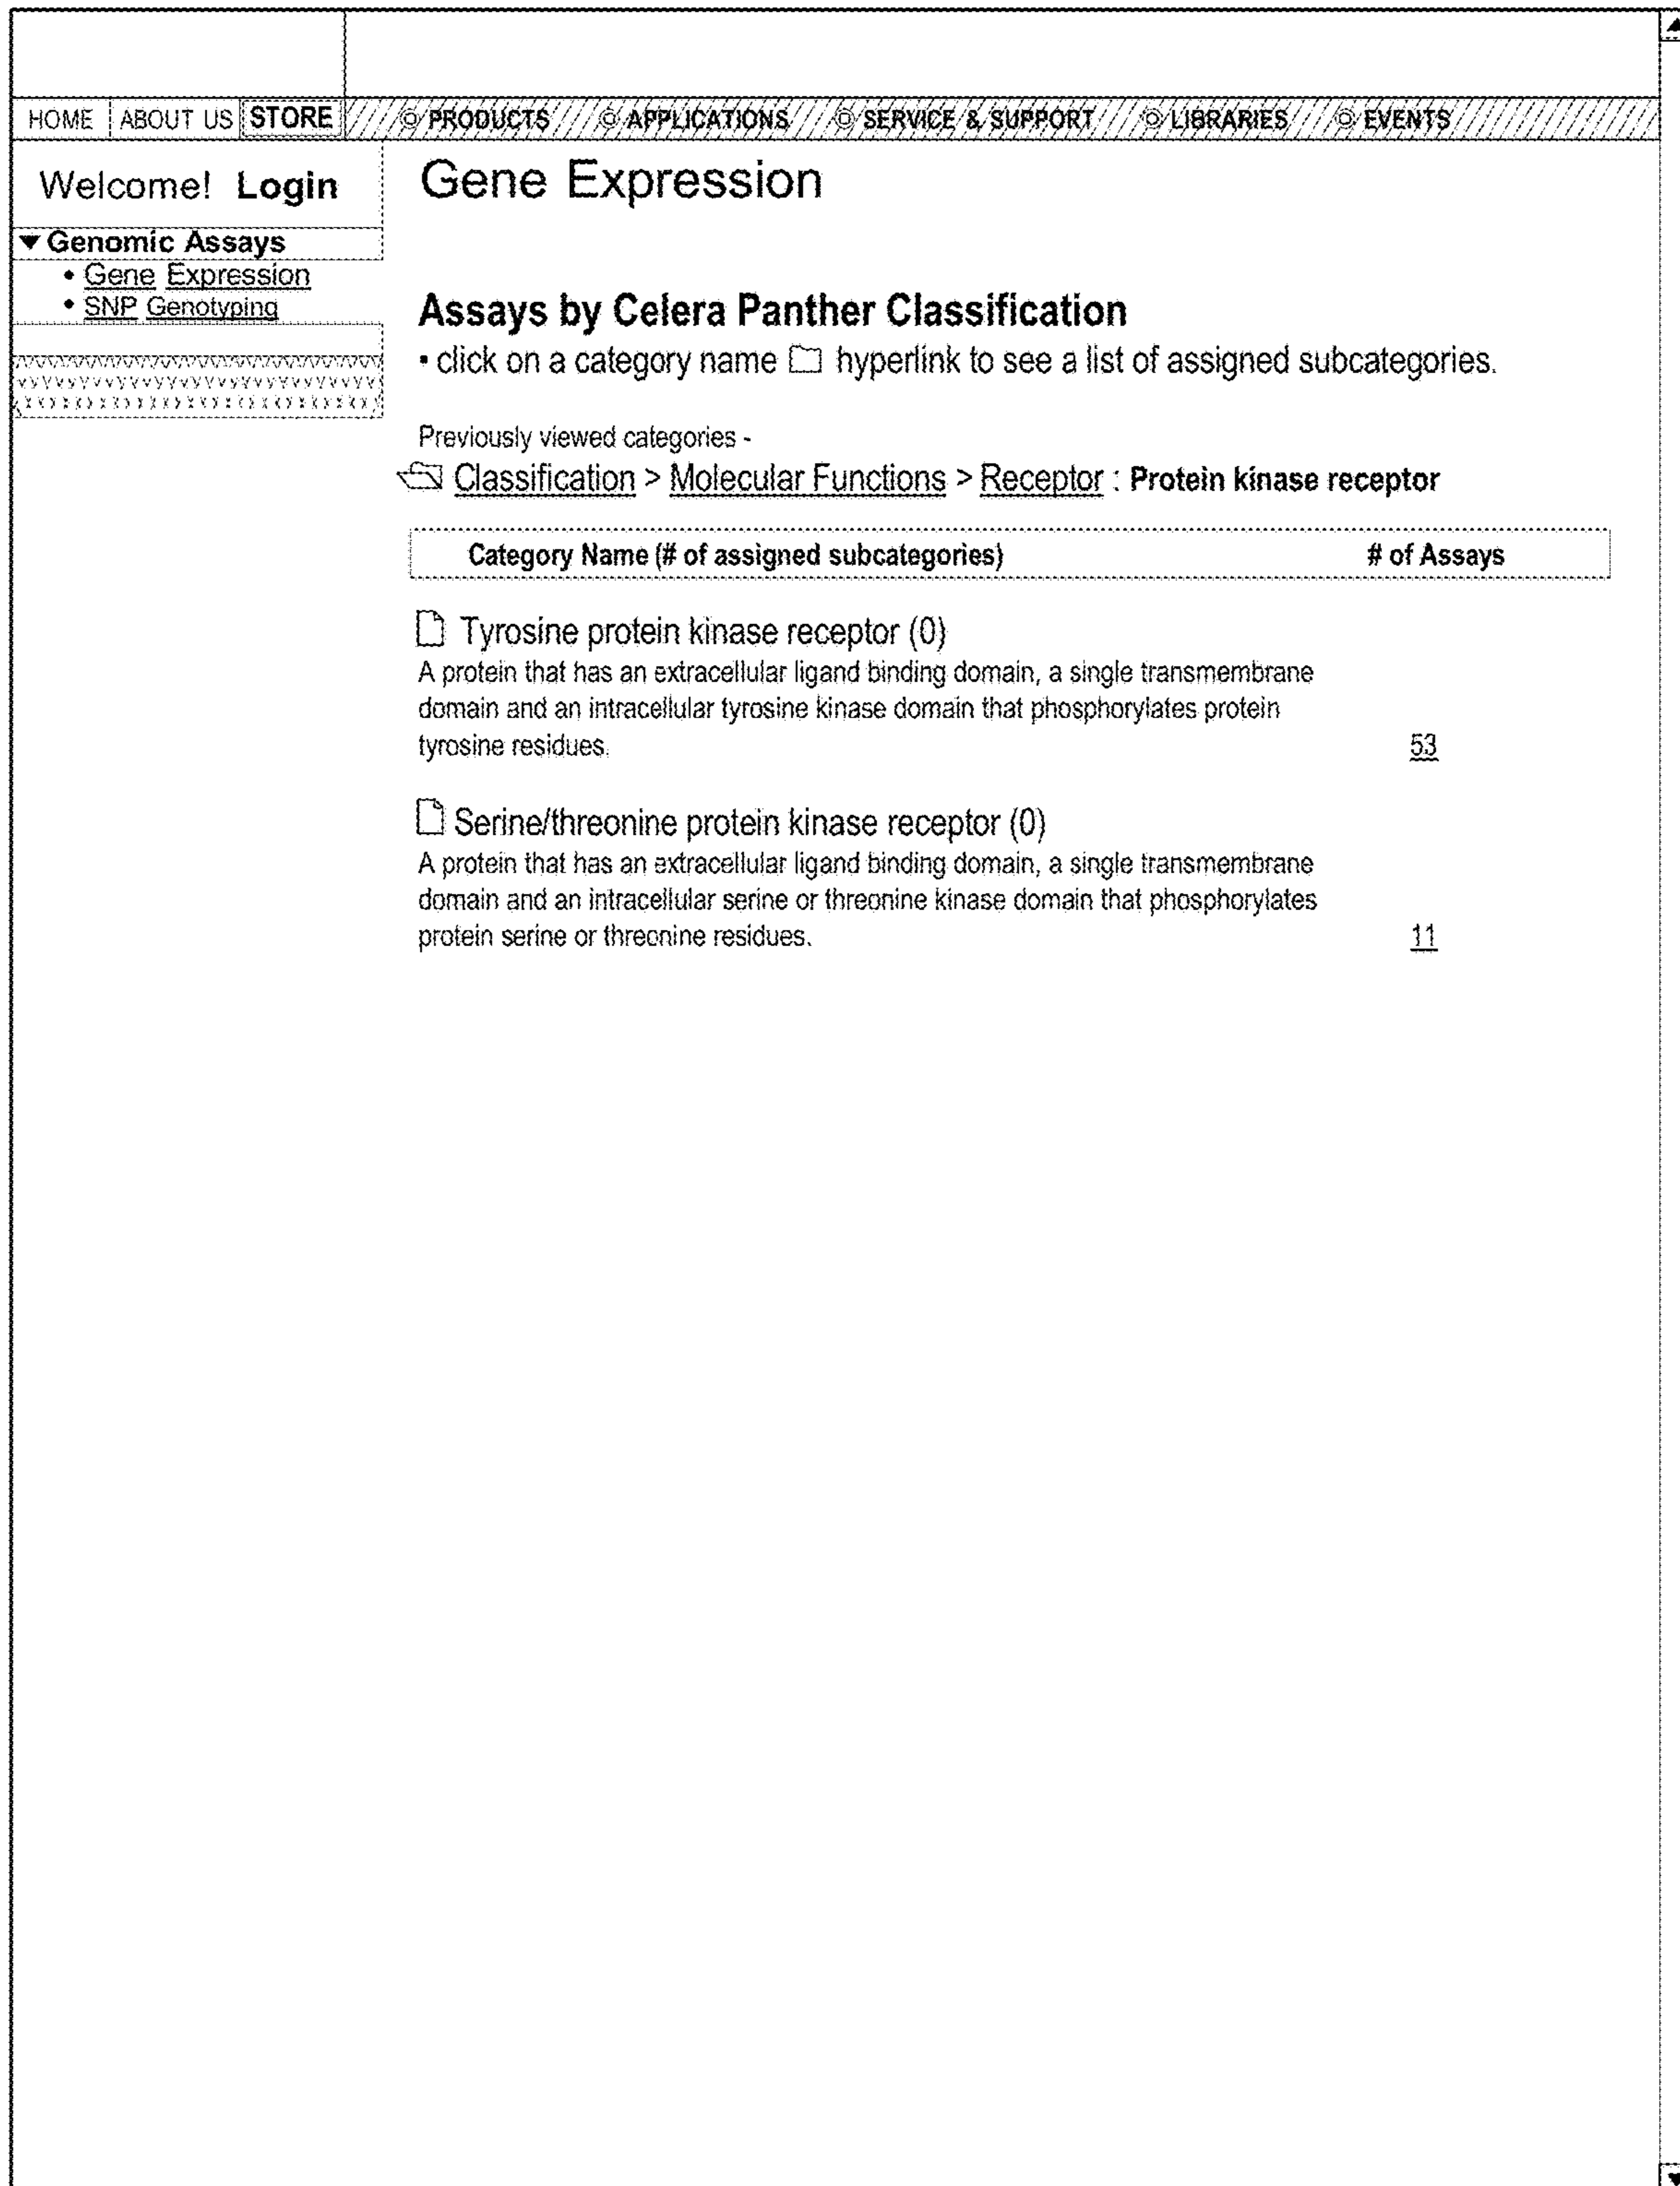 HOME ABOUT US STORE PRODUCTS APPLICATIONS SERVICE & SUPPORT LIBRARIES EVENTS
Welcome! Login
Genomic Assays
• Gene Expression
• SNP Genotyping
Gene Expression
Assays by Celera Panther Classification
▪ click on a category name hyperlink to see a list of assigned subcategories.
Previously viewed categories -
Classification > Molecular Functions > Receptor : Protein kinase receptor
Category Name (# of assigned subcategories) # of Assays
Tyrosine protein kinase receptor (0)
A protein that has an extracellular ligand binding domain, a single transmembrane
domain and an intracellular tyrosine kinase domain that phosphorylates protein
tyrosine residues. 53
Serine/threonine protein kinase receptor (0)
A protein that has an extracellular ligand binding domain, a single transmembrane
domain and an intracellular serine or threonine kinase domain that phosphorylates
protein serine or threonine residues. 11